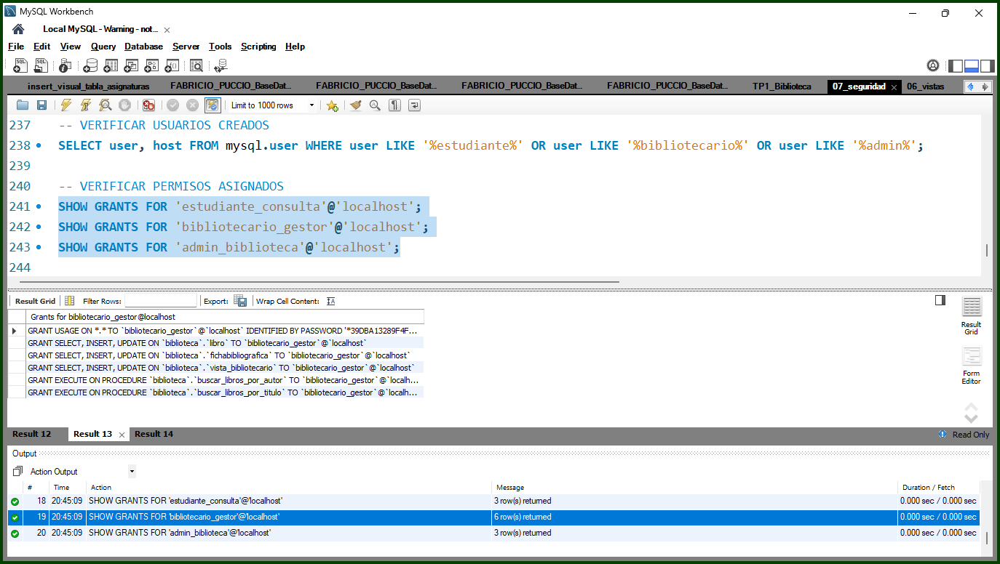 MySQL Workbench
Local MySQL - Warning - not...
File Edit View Query Database Server Tools Scripting Help
insert_visual_tabla_asignaturas FABRICIO_PUCCIO_BaseDat... FABRICIO_PUCCIO_BaseDat... FABRICIO_PUCCIO_BaseDat... FABRICIO_PUCCIO_BaseDat... TP1_Biblioteca 07_seguridad 06_vistas
Limit to 1000 rows
237 -- VERIFICAR USUARIOS CREADOS
238 SELECT user, host FROM mysql.user WHERE user LIKE '%estudiante%' OR user LIKE '%bibliotecario%' OR user LIKE '%admin%';
239
240 -- VERIFICAR PERMISOS ASIGNADOS
241 SHOW GRANTS FOR 'estudiante_consulta'@'localhost';
242 SHOW GRANTS FOR 'bibliotecario_gestor'@'localhost';
243 SHOW GRANTS FOR 'admin_biblioteca'@'localhost';
244
Result Grid Filter Rows: Export: Wrap Cell Content:
Grants for bibliotecario_gestor@localhost
GRANT USAGE ON *.* TO `bibliotecario_gestor`@`localhost` IDENTIFIED BY PASSWORD '*39DBA13289F4F...
GRANT SELECT, INSERT, UPDATE ON `biblioteca`.`libro` TO `bibliotecario_gestor`@`localhost`
GRANT SELECT, INSERT, UPDATE ON `biblioteca`.`fichabibliografica` TO `bibliotecario_gestor`@`localhost`
GRANT SELECT, INSERT, UPDATE ON `biblioteca`.`vista_bibliotecario` TO `bibliotecario_gestor`@`localhost`
GRANT EXECUTE ON PROCEDURE `biblioteca`.`buscar_libros_por_autor` TO `bibliotecario_gestor`@`localh...
GRANT EXECUTE ON PROCEDURE `biblioteca`.`buscar_libros_por_titulo` TO `bibliotecario_gestor`@`localh...
Result
Grid
Form
Editor
Result 12 Result 13 Result 14 Read Only
Output
Action Output
# Time Action Message Duration / Fetch
18 20:45:09 SHOW GRANTS FOR 'estudiante_consulta'@'localhost' 3 row(s) returned 0.000 sec / 0.000 sec
19 20:45:09 SHOW GRANTS FOR 'bibliotecario_gestor'@'localhost' 6 row(s) returned 0.000 sec / 0.000 sec
20 20:45:09 SHOW GRANTS FOR 'admin_biblioteca'@'localhost' 3 row(s) returned 0.000 sec / 0.000 sec